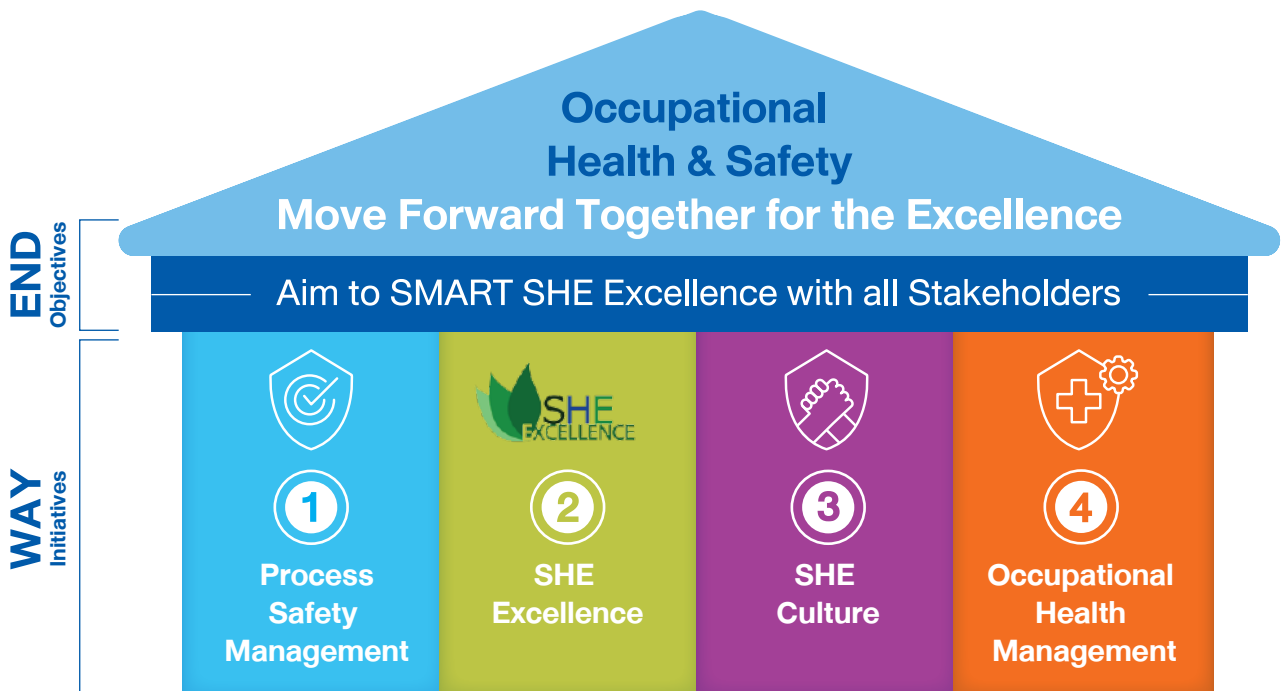 Occupational
Health & Safety
Move Forward Together for the Excellence
END
Objectives
Aim to SMART SHE Excellence with all Stakeholders
WAY
Initiatives
1
Process
Safety
Management
SHE
EXCELLENCE
2
SHE
Excellence
3
SHE
Culture
4
Occupational
Health
Management